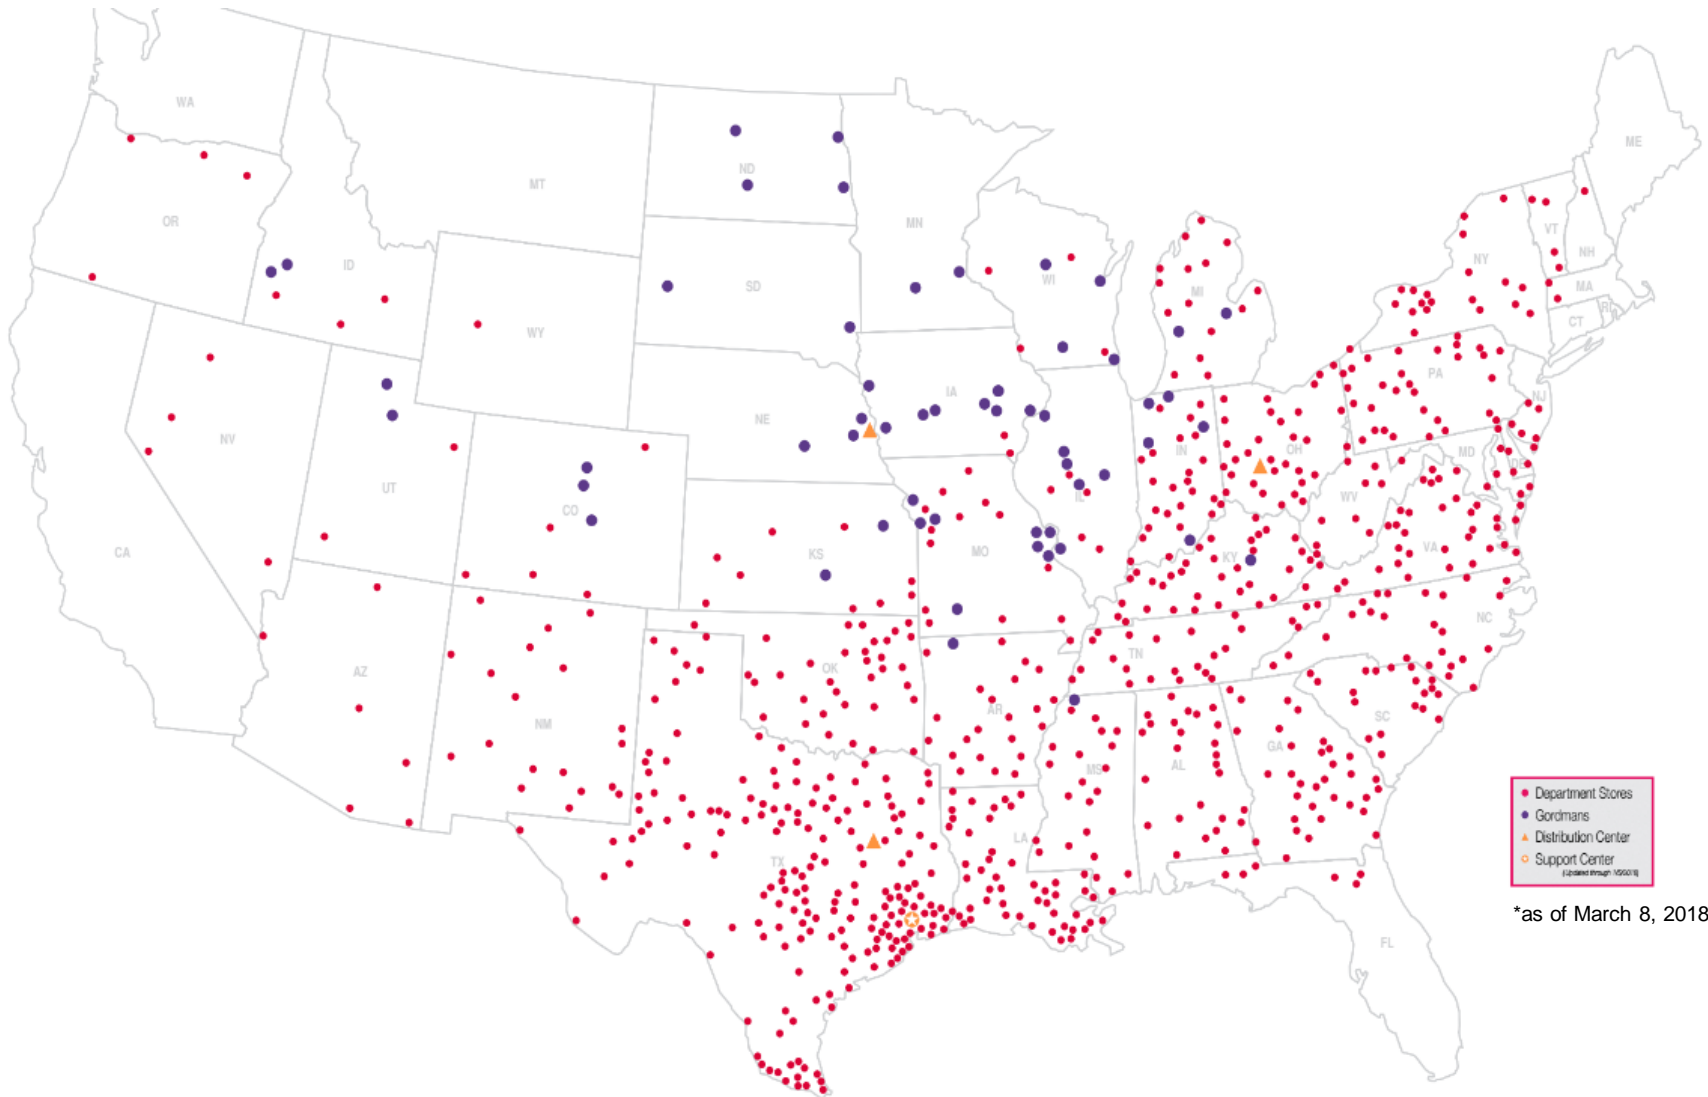 WA
ME
ND
MT
OR
MN
VT
NH
NY
ID
WI
SD
MI
MA
RI
CT
WY
PA
IA
NJ
NE
NV
OH
IN
MD
DE
UT
IL
WV
CO
VA
CA
KS
MO
KY
NC
TN
AZ
OK
AR
SC
NM
GA
MS
AL
Department Stores
Gordmans
LA
Distribution Center
TX
Support Center
*as of March 8, 2018
FL